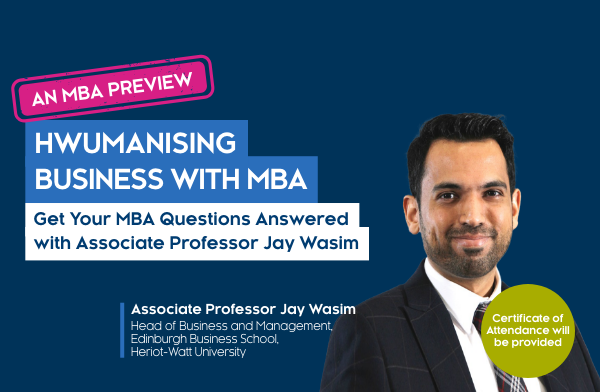 AN MBA PREVIEW
HWUMANISING
BUSINESS WITH MBA
Get Your MBA Questions Answered
with Associate Professor Jay Wasim
Associate Professor Jay Wasim
Head of Business and Management,
Edinburgh Business School,
Heriot-Watt University
Certificate of
Attendance will
be provided